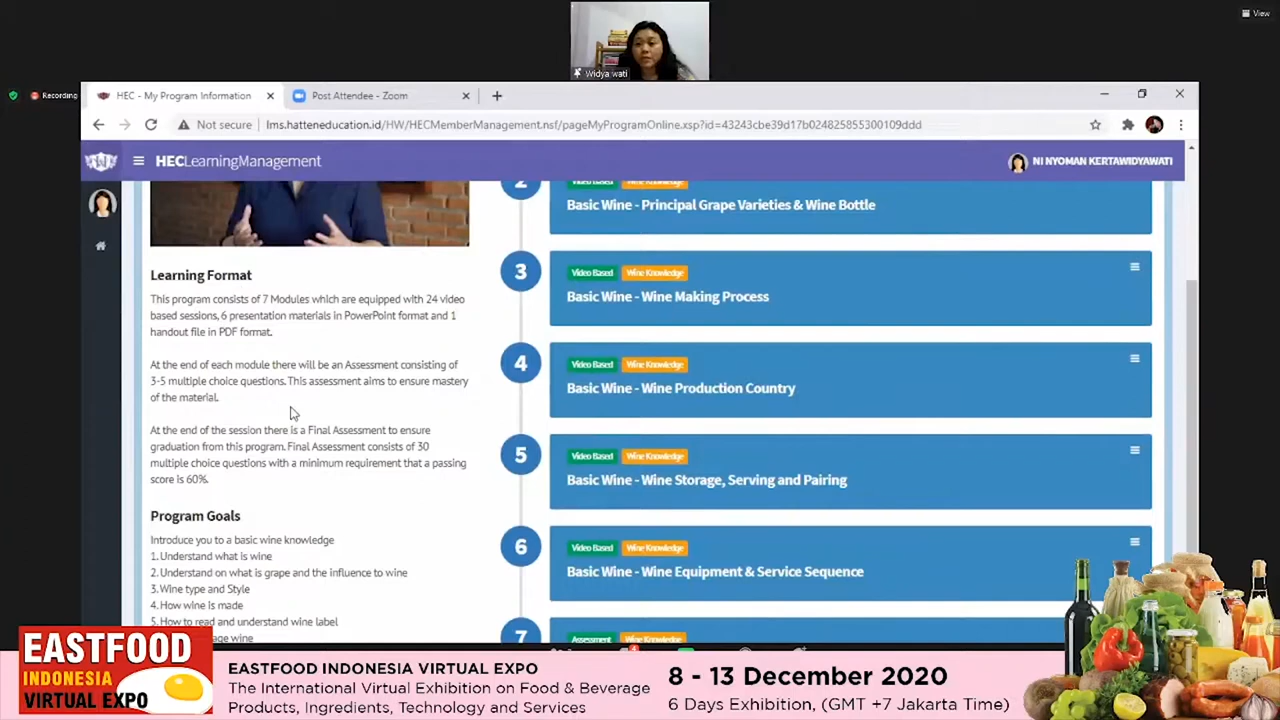 View
Widya wati
Recording
HEC - My Program Information
Post Attendee - Zoom
Not secure
lms.hatteneducation.id/HW/HECMemberManagement.nsf/pageMyProgramOnline.xsp?id=43243cbe39d17b024825855300109ddd
HECLearningManagement
NI NYOMAN KERTAWIDYAWATI
2
Video Based Wine Knowledge
Basic Wine - Principal Grape Varieties & Wine Bottle
3
Video Based Wine Knowledge
Basic Wine - Wine Making Process
4
Video Based Wine Knowledge
Basic Wine - Wine Production Country
5
Video Based Wine Knowledge
Basic Wine - Wine Storage, Serving and Pairing
6
Video Based Wine Knowledge
Basic Wine - Wine Equipment & Service Sequence
7
Assessment Wine Knowledge
Learning Format
This program consists of 7 Modules which are equipped with 24 video
based sessions, 6 presentation materials in PowerPoint format and 1
handout file in PDF format.
At the end of each module there will be an Assessment consisting of
3-5 multiple choice questions. This assessment aims to ensure mastery
of the material.
At the end of the session there is a Final Assessment to ensure
graduation from this program. Final Assessment consists of 30
multiple choice questions with a minimum requirement that a passing
score is 60%.
Program Goals
Introduce you to a basic wine knowledge
1. Understand what is wine
2. Understand on what is grape and the influence to wine
3. Wine type and Style
4. How wine is made
5. How to read and understand wine label
wine
EASTFOOD
INDONESIA
VIRTUAL EXPO
EASTFOOD INDONESIA VIRTUAL EXPO
The International Virtual Exhibition on Food & Beverage
Products, Ingredients, Technology and Services
8 - 13 December 2020
6 Days Exhibition, (GMT +7 Jakarta Time)